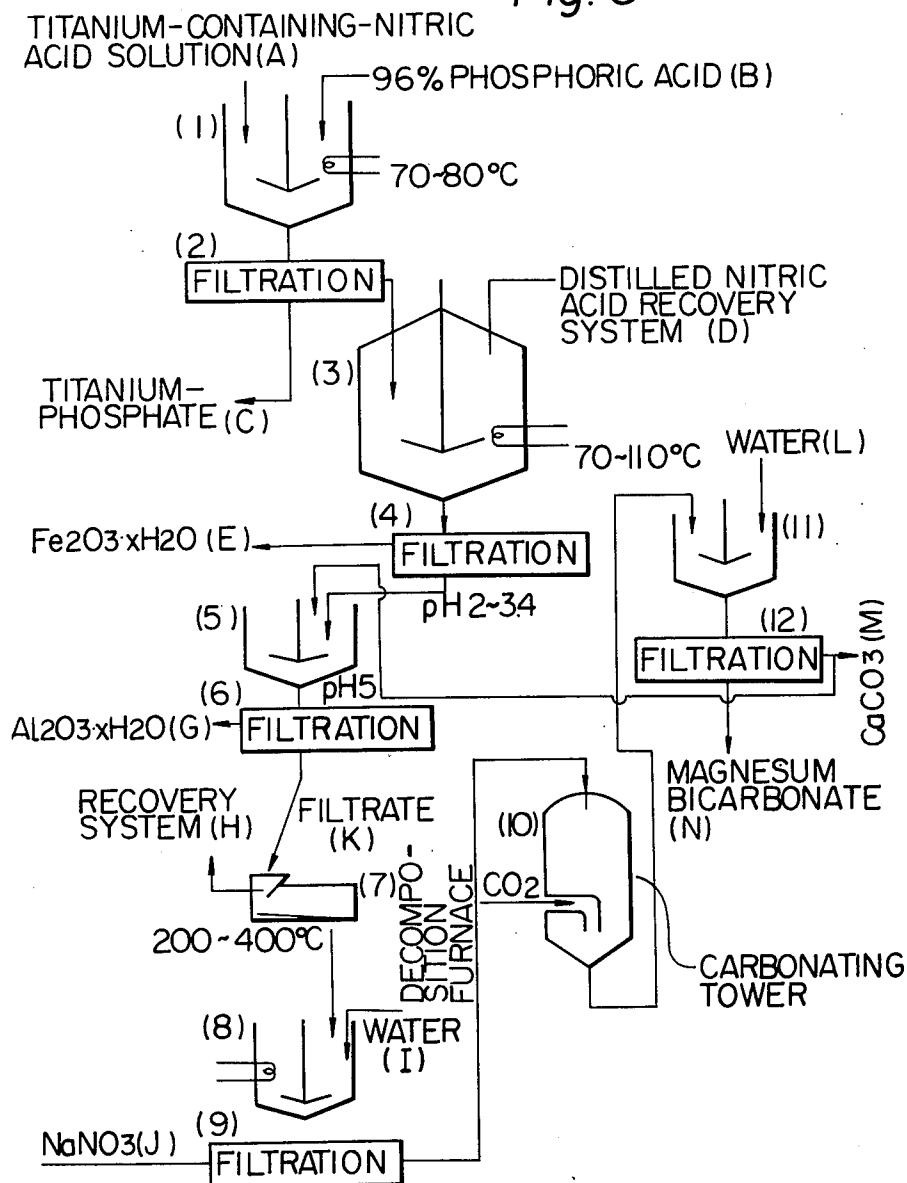 Fig.
TITANIUM-CONTAINING-NITRIC
ACID SOLUTION(A)
96% PHOSPHORIC ACID (B)
(1)
70~80°C
(2)
FILTRATION
DISTILLED NITRIC
ACID RECOVERY
SYSTEM (D)
(3)
TITANIUM-
PHOSPHATE (C)
70~110°C
WATER(L)
(4)
(11)
Fe2O3·xH2O (E)
FILTRATION
pH 2~3.4
(5)
(12)
FILTRATION
CaCO3 (M)
pH5
(6)
Al2O3·xH2O(G)
FILTRATION
MAGNESUM
BICARBONATE
(N)
RECOVERY
SYSTEM (H)
FILTRATE
(K)
(10)
(7)
CO2
DECOMPO-
SITION
FURNACE
200~400°C
CARBONATING
TOWER
(8)
WATER
(I)
(9)
NaNO3(J)
FILTRATION